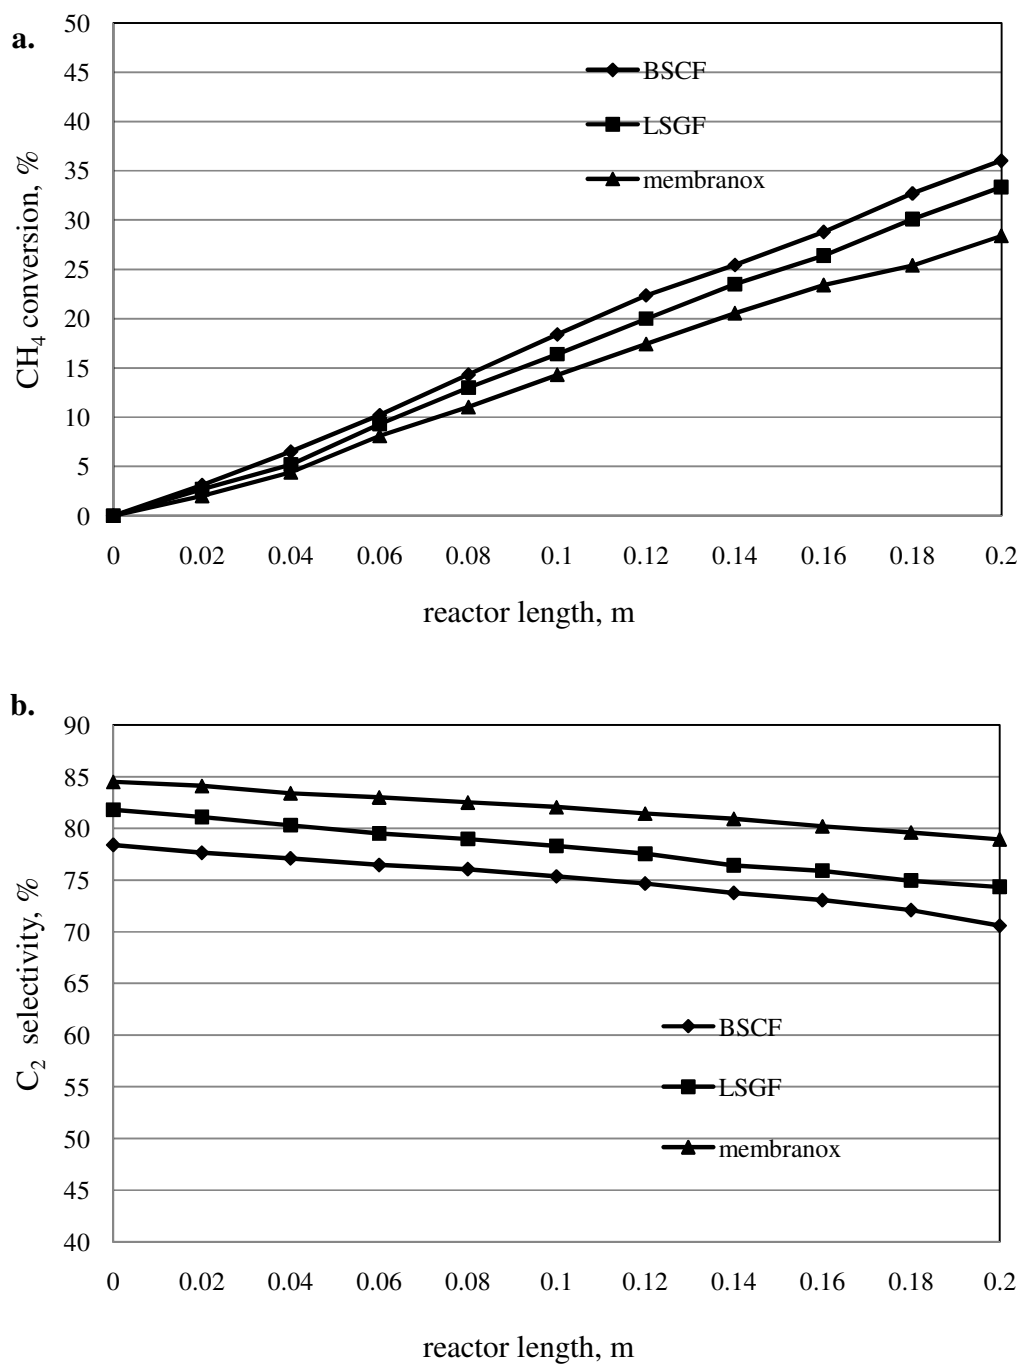 a.
50
45
40
35
30
25
20
15
10
5
0
CH4 conversion, %
BSCF
LSGF
membranox
0 0.02 0.04 0.06 0.08 0.1 0.12 0.14 0.16 0.18 0.2
reactor length, m
b.
90
85
80
75
70
65
60
55
50
45
40
C2 selectivity, %
BSCF
LSGF
membranox
0 0.02 0.04 0.06 0.08 0.1 0.12 0.14 0.16 0.18 0.2
reactor length, m